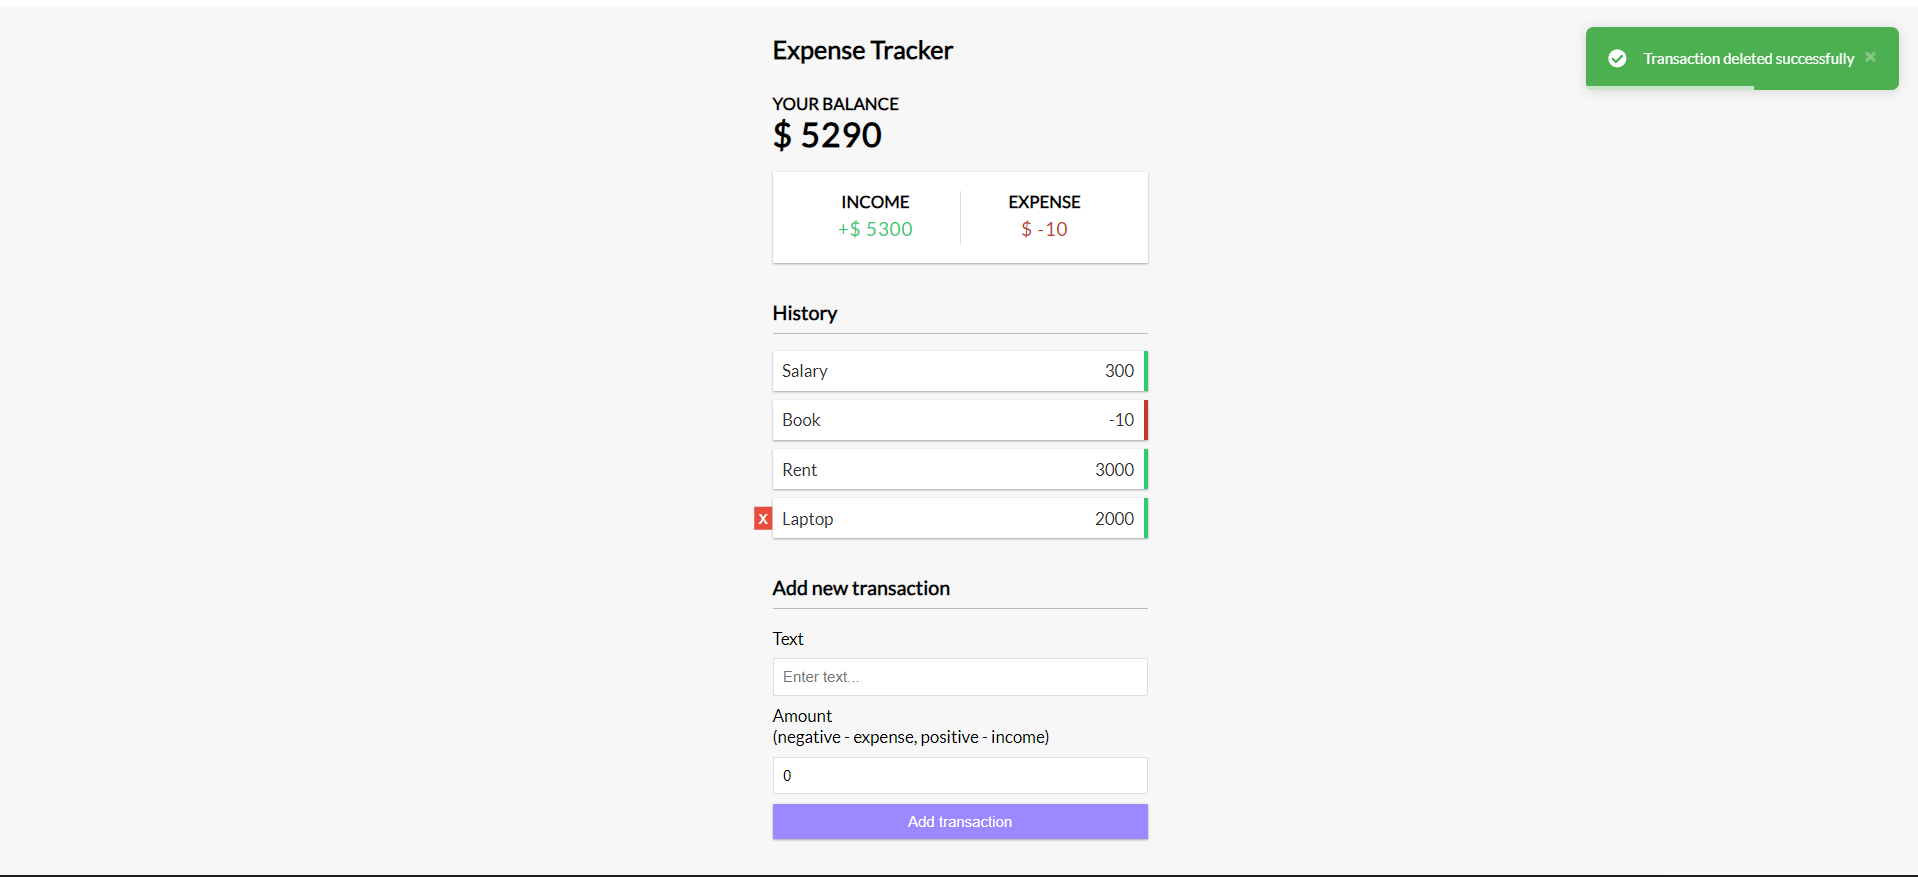 Expense Tracker
Transaction deleted successfully ×
YOUR BALANCE
$ 5290
INCOME EXPENSE
+$ 5300 $ -10
History
Salary 300
Book -10
Rent 3000
x Laptop 2000
Add new transaction
Text
Enter text...
Amount
(negative - expense, positive - income)
0
Add transaction